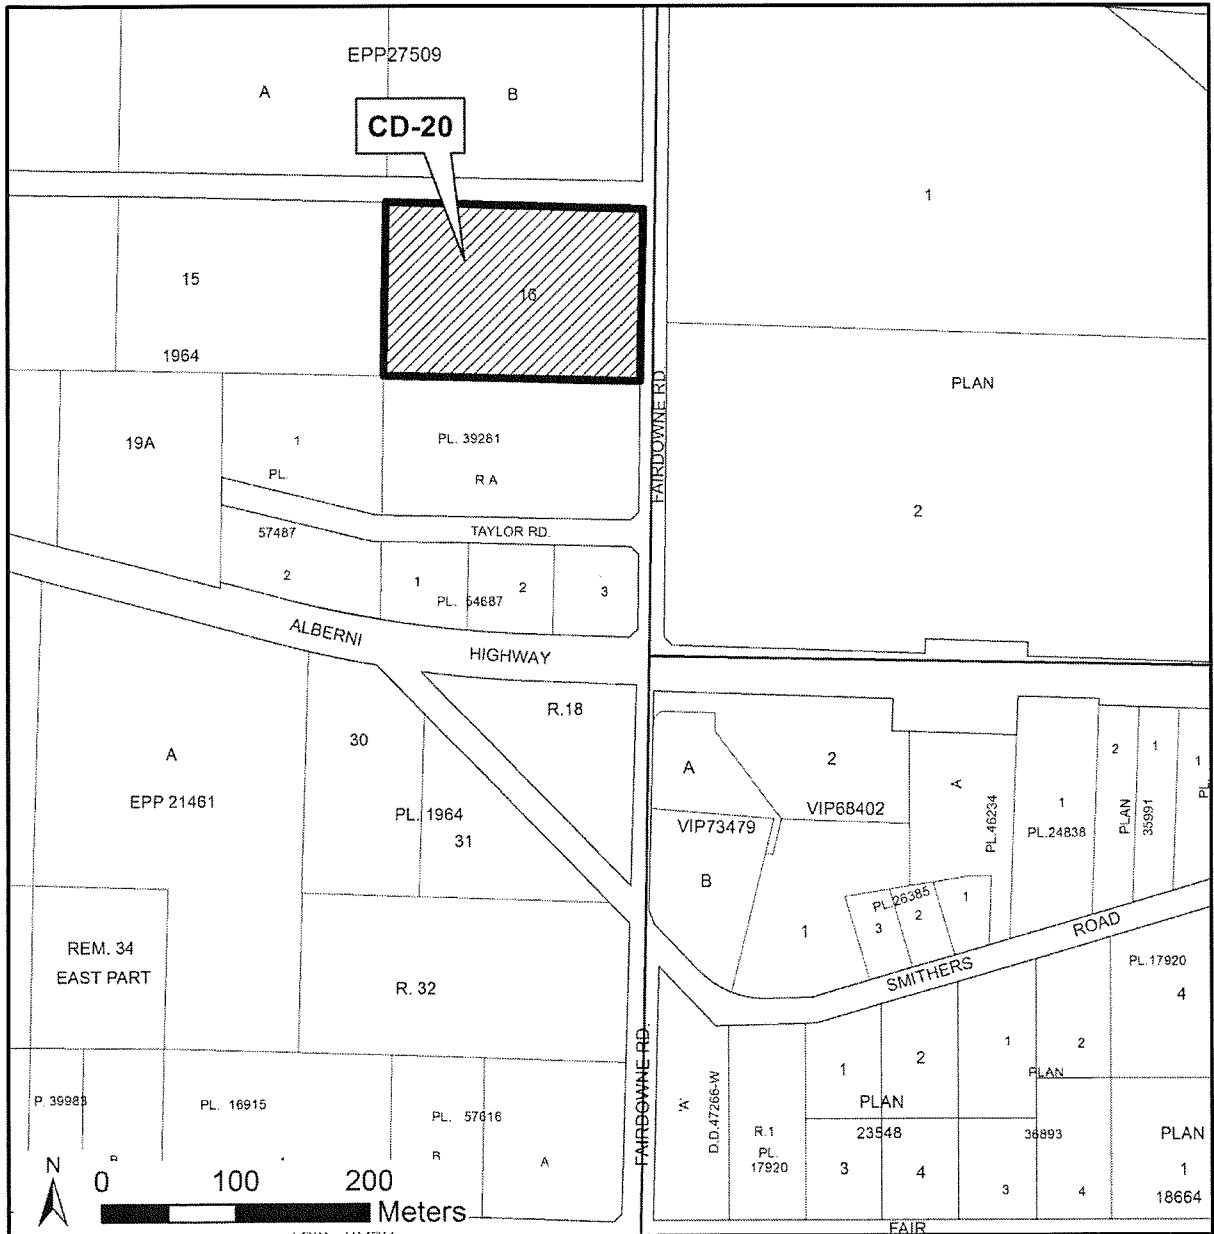 EPP27509
A
B
CD-20
1
15
16
1964
PLAN
FAIRDOWNE RD.
19A
1
PL. 39281
PL.
R.A
2
57487
TAYLOR RD.
2
1
2
3
PL. 54687
ALBERNI
HIGHWAY
R.18
30
A
EPP 21461
PL. 1964
31
A
2
VIP73479
VIP68402
A
PL.46234
1
PL.24838
2
1
1
PLAN
35991
PL.
B
PL.26385
3
2
1
1
ROAD
SMITHERS
REM. 34
EAST PART
R. 32
PL.17920
4
FAIRDOWNE RD.
1
2
1
2
PLAN
PLAN
23548
36893
PLAN
1
18664
'A'
D.D.47266-W
R.1
PL.
17920
3
4
3
4
P. 39983
PL. 16915
PL. 57616
B
A
N
0 100 200
Meters
FAIR